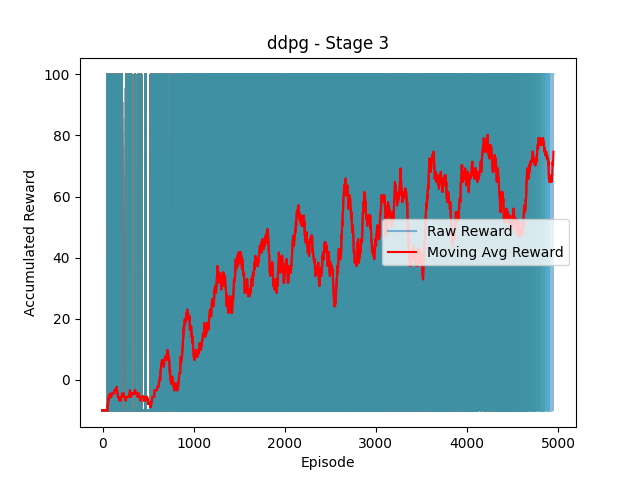 ddpg - Stage 3
Accumulated Reward
100
80
60
40
20
0
Raw Reward
Moving Avg Reward
0
1000
2000
3000
4000
5000
Episode